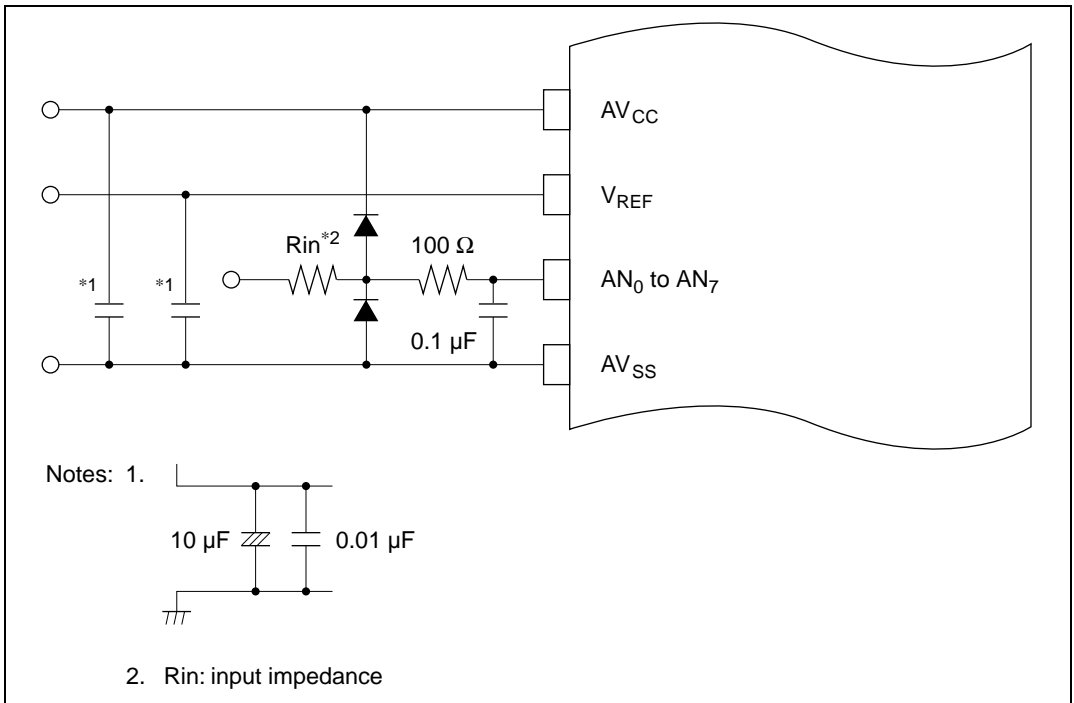 AVCC
VREF
Rin*2
100 Ω
*1
*1
AN0 to AN7
0.1 µF
AVSS
Notes: 1.
10 µF
0.01 µF
2. Rin: input impedance